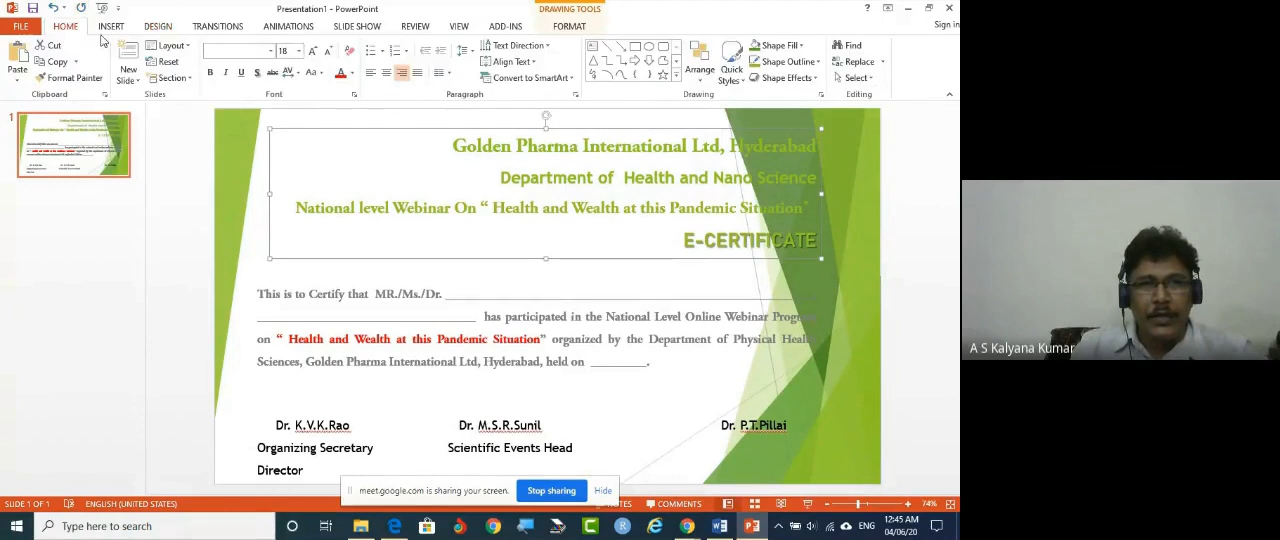 Presentation1 - PowerPoint
DRAWING TOOLS
FILE HOME INSERT DESIGN TRANSITIONS ANIMATIONS SLIDE SHOW REVIEW VIEW ADD-INS FORMAT
Sign in
Paste
Cut
Copy
Format Painter
Clipboard
New
Slide
Layout
Reset
Section
Slides
18
Font
Text Direction
Align Text
Convert to SmartArt
Paragraph
Arrange
Quick
Styles
Shape Fill
Shape Outline
Shape Effects
Drawing
Find
Replace
Select
Editing
1
Golden Pharma International Ltd, Hyderabad
Department of Health and Nano Science
National level Webinar On “ Health and Wealth at this Pandemic Situation”
E-CERTIFICATE
This is to Certify that MR./Ms./Dr. ____________________
____________________ has participated in the National Level Online Webinar Program
on “ Health and Wealth at this Pandemic Situation” organized by the Department of Physical Health
Sciences, Golden Pharma International Ltd, Hyderabad, held on ________.
Dr. K.V.K.Rao Dr. M.S.R.Sunil Dr. P.T.Pillai
Organizing Secretary Scientific Events Head
Director
meet.google.com is sharing your screen. Stop sharing Hide
SLIDE 1 OF 1 ENGLISH (UNITED STATES) NOTES COMMENTS 74%
Type here to search
ENG
12:45 AM
04/06/20
A S Kalyana Kumar